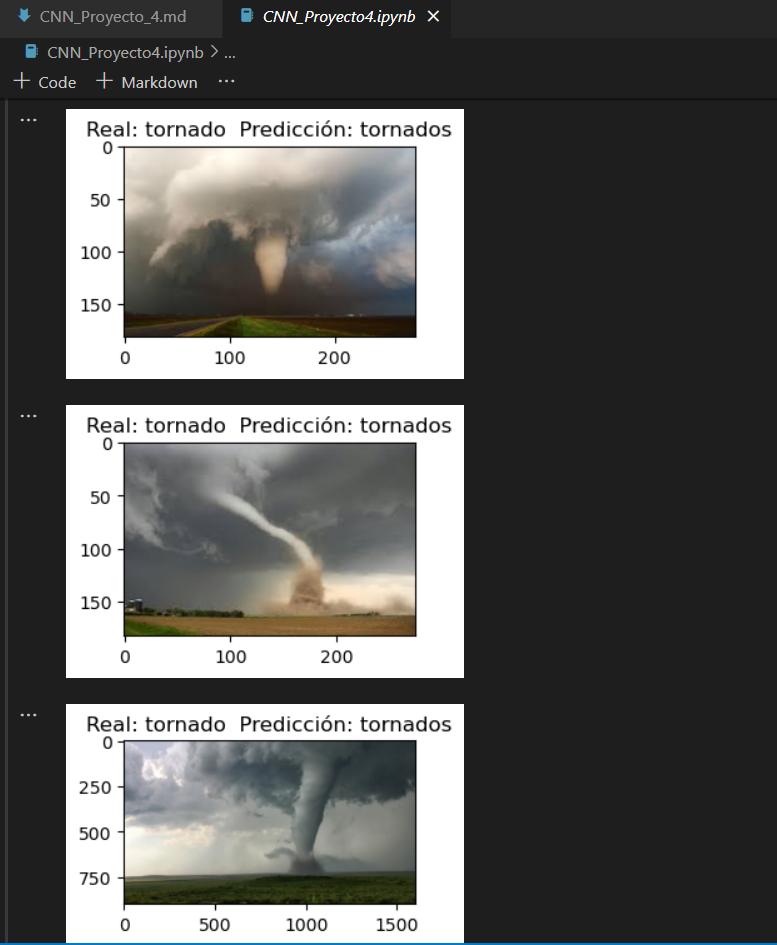 CNN_Proyecto_4.md
CNN_Proyecto4.ipynb
CNN_Proyecto4.ipynb > ...
+ Code + Markdown ...
...
Real: tornado Predicción: tornados
0
50
100
150
0 100 200
...
Real: tornado Predicción: tornados
0
50
100
150
0 100 200
...
Real: tornado Predicción: tornados
0
250
500
750
0 500 1000 1500